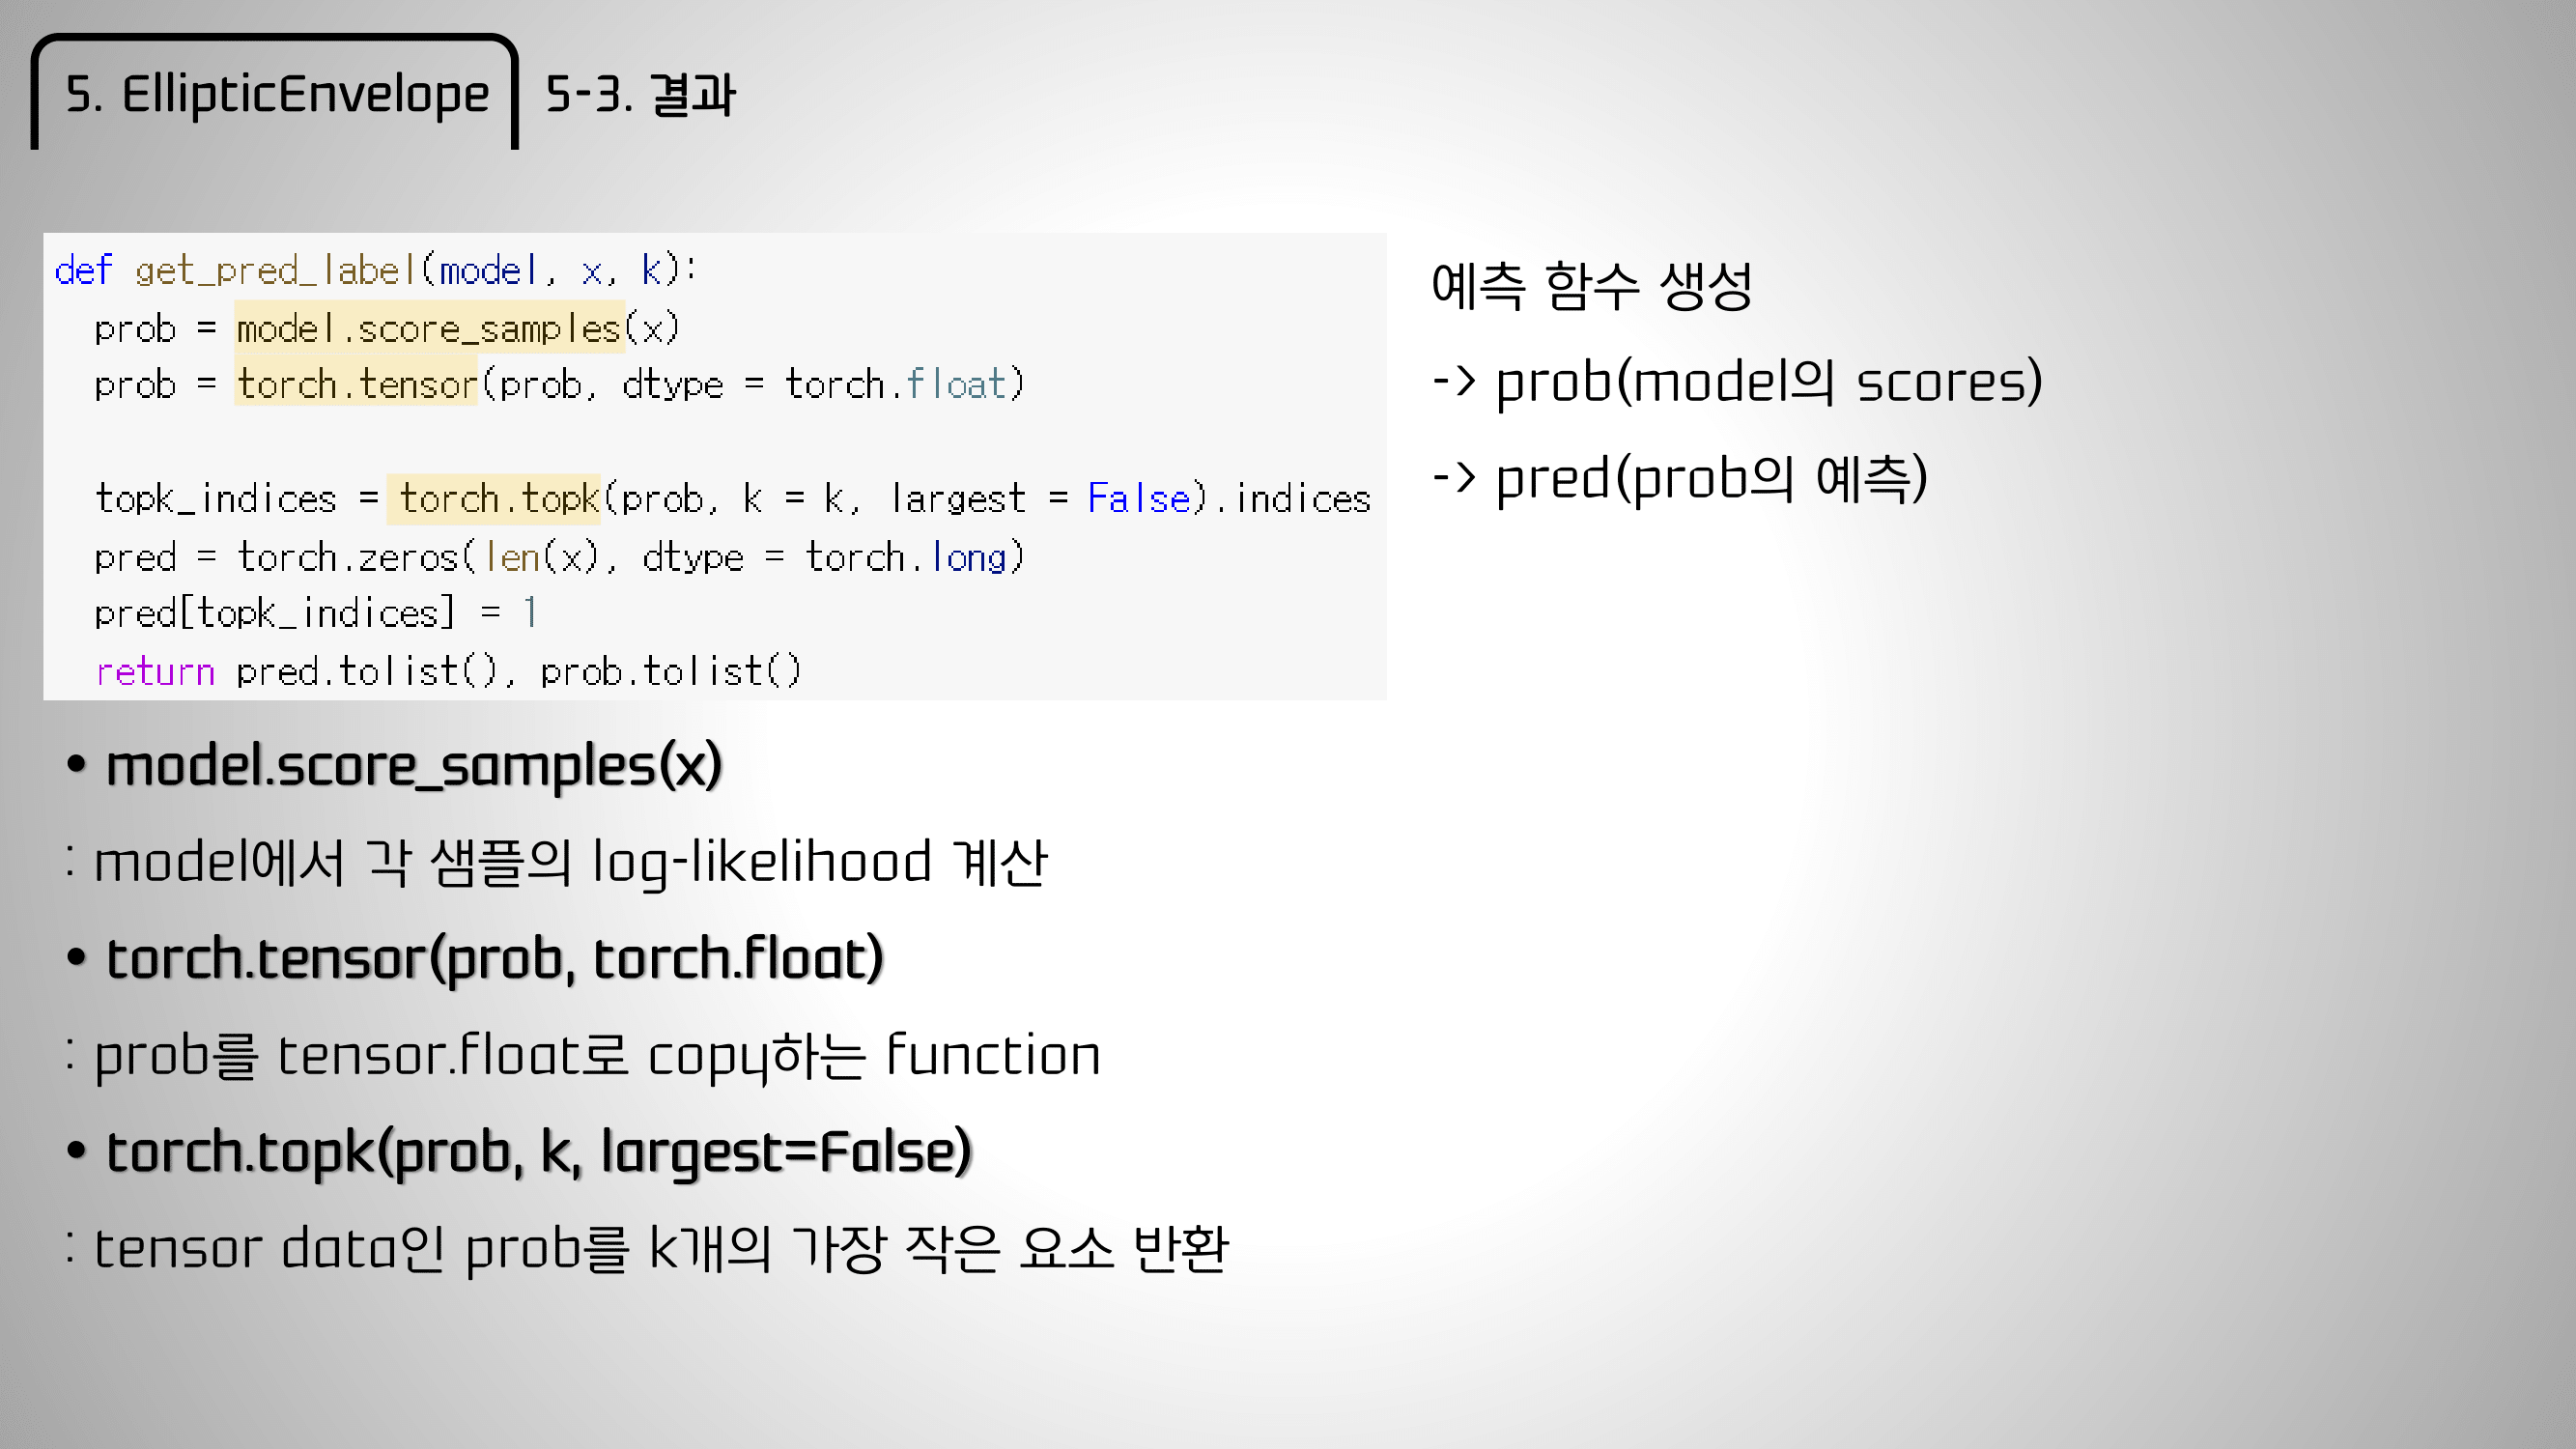 5. EllipticEnvelope 5-3. 결과
def get_pred_label(model, x, k):
prob = model.score_samples(x)
prob = torch.tensor(prob, dtype = torch.float)
topk_indices = torch.topk(prob, k = k, largest = False).indices
pred = torch.zeros(len(x), dtype = torch.long)
pred[topk_indices] = 1
return pred.tolist(), prob.tolist()
예측 함수 생성
-> prob(model의 scores)
-> pred(prob의 예측)
• model.score_samples(x)
: model에서 각 샘플의 log-likelihood 계산
• torch.tensor(prob, torch.float)
: prob를 tensor.float로 copy하는 function
• torch.topk(prob, k, largest=False)
: tensor data인 prob를 k개의 가장 작은 요소 반환